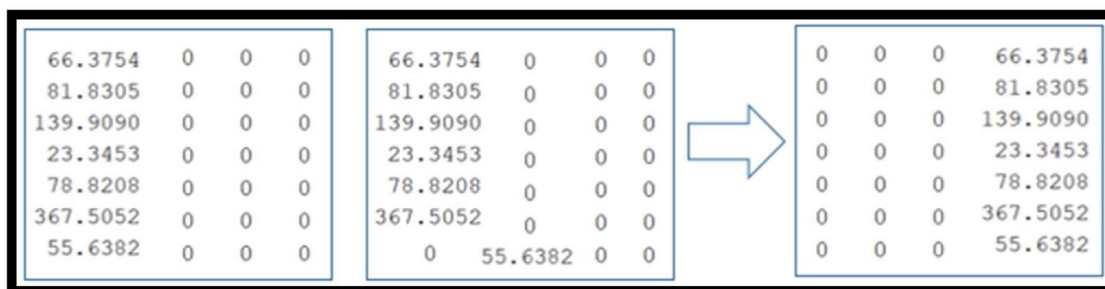 66.3754 0 0 0
81.8305 0 0 0
139.9090 0 0 0
23.3453 0 0 0
78.8208 0 0 0
367.5052 0 0 0
55.6382 0 0 0
66.3754 0 0 0
81.8305 0 0 0
139.9090 0 0 0
23.3453 0 0 0
78.8208 0 0 0
367.5052 0 0 0
0 55.6382 0 0
0 0 0 66.3754
0 0 0 81.8305
0 0 0 139.9090
0 0 0 23.3453
0 0 0 78.8208
0 0 0 367.5052
0 0 0 55.6382